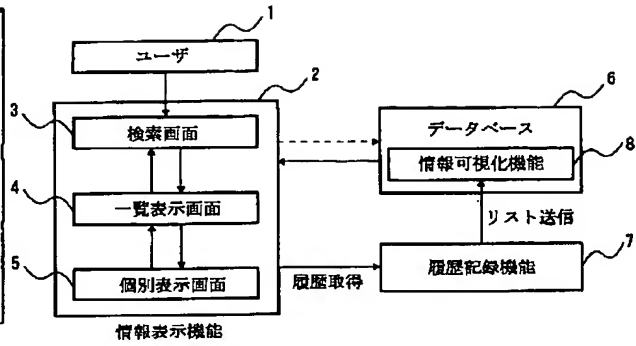 1
ユーザ
2
6
3
検索画面
データベース
8
情報可視化機能
4
一覧表示画面
リスト送信
7
5
個別表示画面
履歴取得
履歴記録機能
情報表示機能